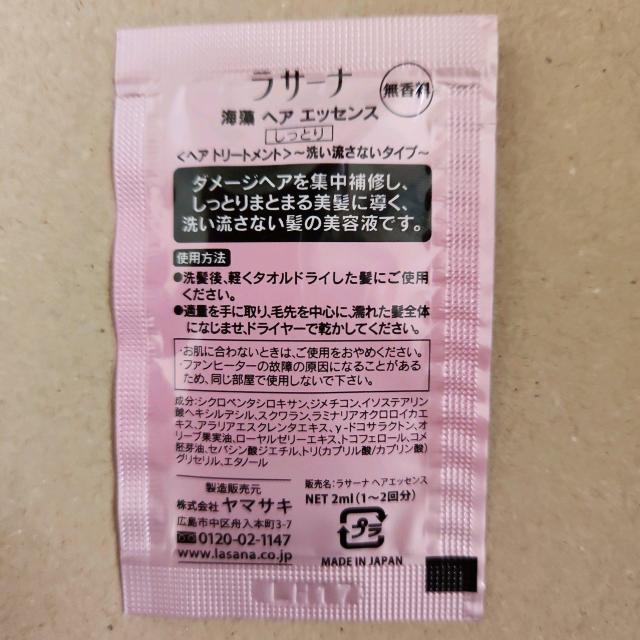 ラサーナ
無香料
海藻 ヘア エッセンス
しっとり
<ヘアトリートメント>～洗い流さないタイプ～
ダメージヘアを集中補修し、
しっとりまとまる美髪に導く、
洗い流さない髪の美容液です。
使用方法
●洗髪後、軽くタオルドライした髪にご使用
ください。
●適量を手に取り、毛先を中心に、濡れた髪全体
になじませ、ドライヤーで乾かしてください。
・お肌に合わないときは、ご使用をおやめください。
・ファンヒーターの故障の原因になることがある
ため、同じ部屋で使用しないで下さい。
成分:シクロペンタシロキサン、ジメチコン、イソステアリン
酸ヘキシルデシル、スクワラン、ラミナリアオクロロイカエ
キス、アラリアエスクレンタエキス、γ-ドコサラクトン、オ
リーブ果実油、ローヤルゼリーエキス、トコフェロール、コメ
胚芽油、セバシン酸ジエチル、トリ(カプリル酸/カプリン酸)
グリセリル、エタノール
製造販売元
株式会社 ヤマサキ
広島市中区舟入本町3-7
0120-02-1147
www.lasana.co.jp
販売名:ラサーナ ヘアエッセンス
NET 2ml(1～2回分)
プラ
MADE IN JAPAN